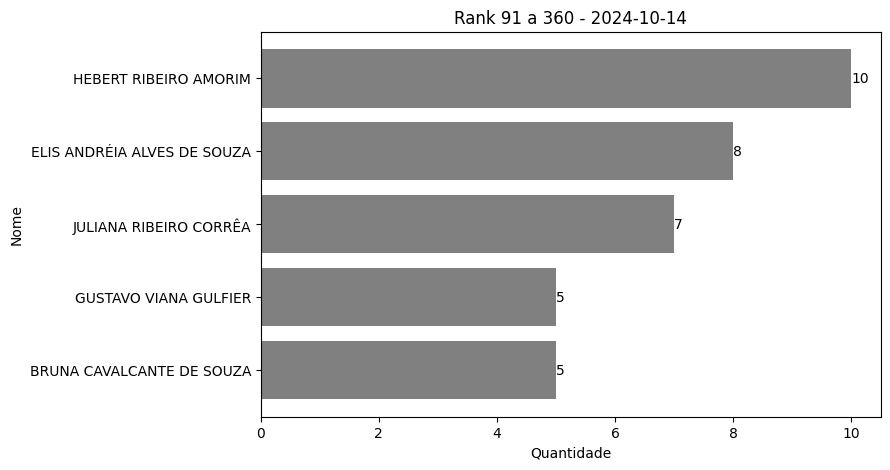 Rank 91 a 360 - 2024-10-14
Nome
HEBERT RIBEIRO AMORIM
10
ELIS ANDRÉIA ALVES DE SOUZA
8
JULIANA RIBEIRO CORRÊA
7
GUSTAVO VIANA GULFIER
5
BRUNA CAVALCANTE DE SOUZA
5
0 2 4 6 8 10
Quantidade